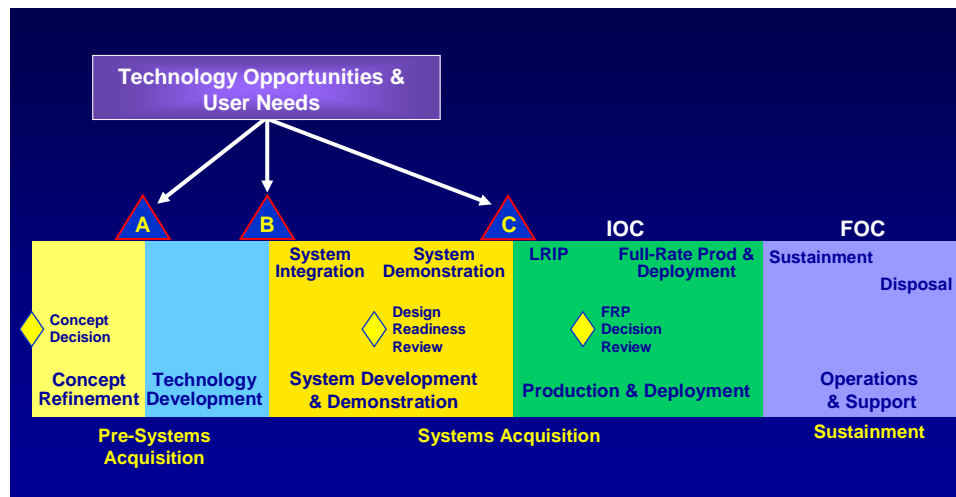 Technology Opportunities &
User Needs
A
B
C
IOC
FOC
System
Integration
System
Demonstration
LRIP
Full-Rate Prod &
Deployment
Sustainment
Disposal
Concept
Decision
Design
Readiness
Review
FRP
Decision
Review
Concept
Refinement
Technology
Development
System Development
& Demonstration
Production & Deployment
Operations
& Support
Pre-Systems
Acquisition
Systems Acquisition
Sustainment